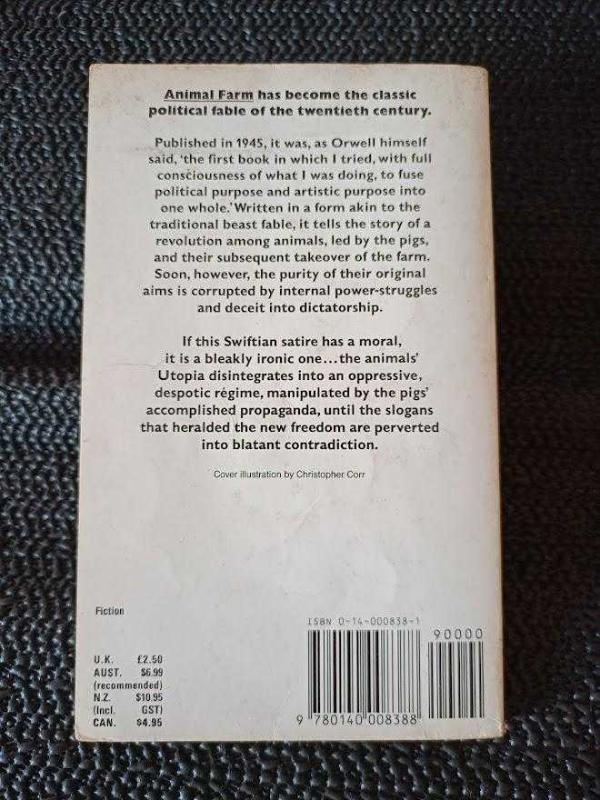 Animal Farm has become the classic
political fable of the twentieth century.
Published in 1945, it was, as Orwell himself
said, 'the first book in which I tried, with full
consciousness of what I was doing, to fuse
political purpose and artistic purpose into
one whole.' Written in a form akin to the
traditional beast fable, it tells the story of a
revolution among animals, led by the pigs,
and their subsequent takeover of the farm.
Soon, however, the purity of their original
aims is corrupted by internal power-struggles
and deceit into dictatorship.
If this Swiftian satire has a moral,
it is a bleakly ironic one...the animals'
Utopia disintegrates into an oppressive,
despotic régime, manipulated by the pigs'
accomplished propaganda, until the slogans
that heralded the new freedom are perverted
into blatant contradiction.
Cover illustration by Christopher Corr
Fiction
U.K. £2.50
AUST. $6.99
(recommended)
N.Z. $10.95
(Incl. GST)
CAN. $4.95
ISBN 0-14-000838-1
90000
9 780140 008388